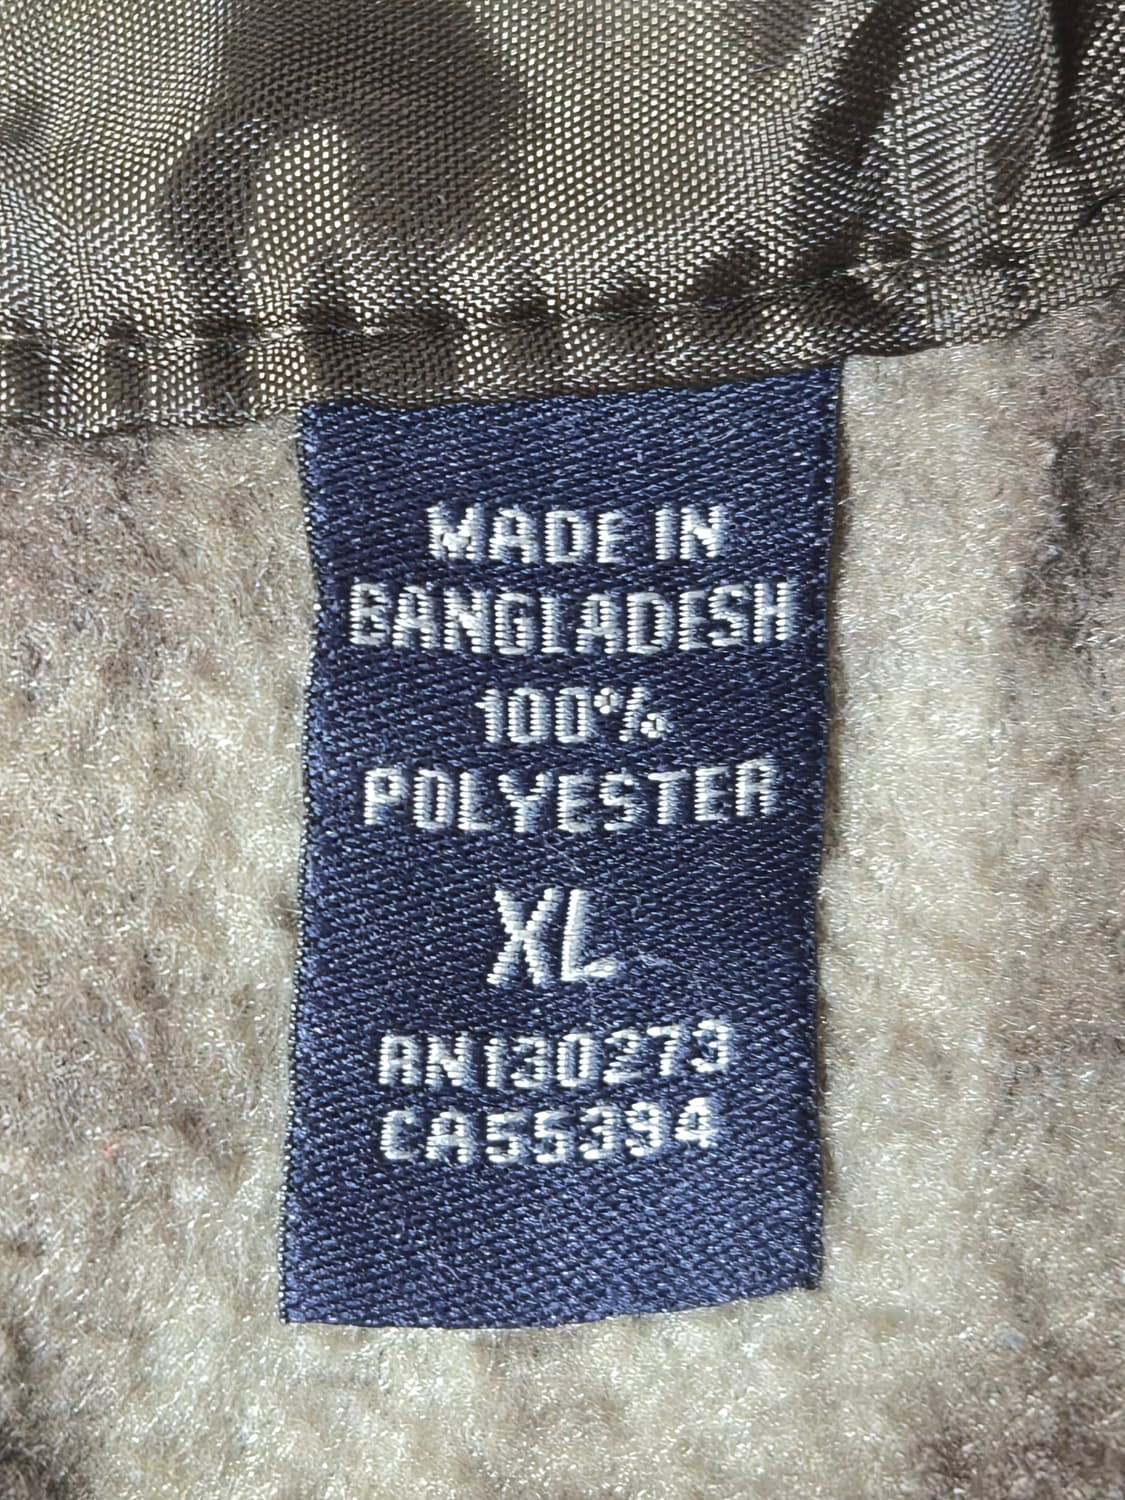 MADE IN
BANGLADESH
100%
POLYESTER
XL
RN130273
CA55394